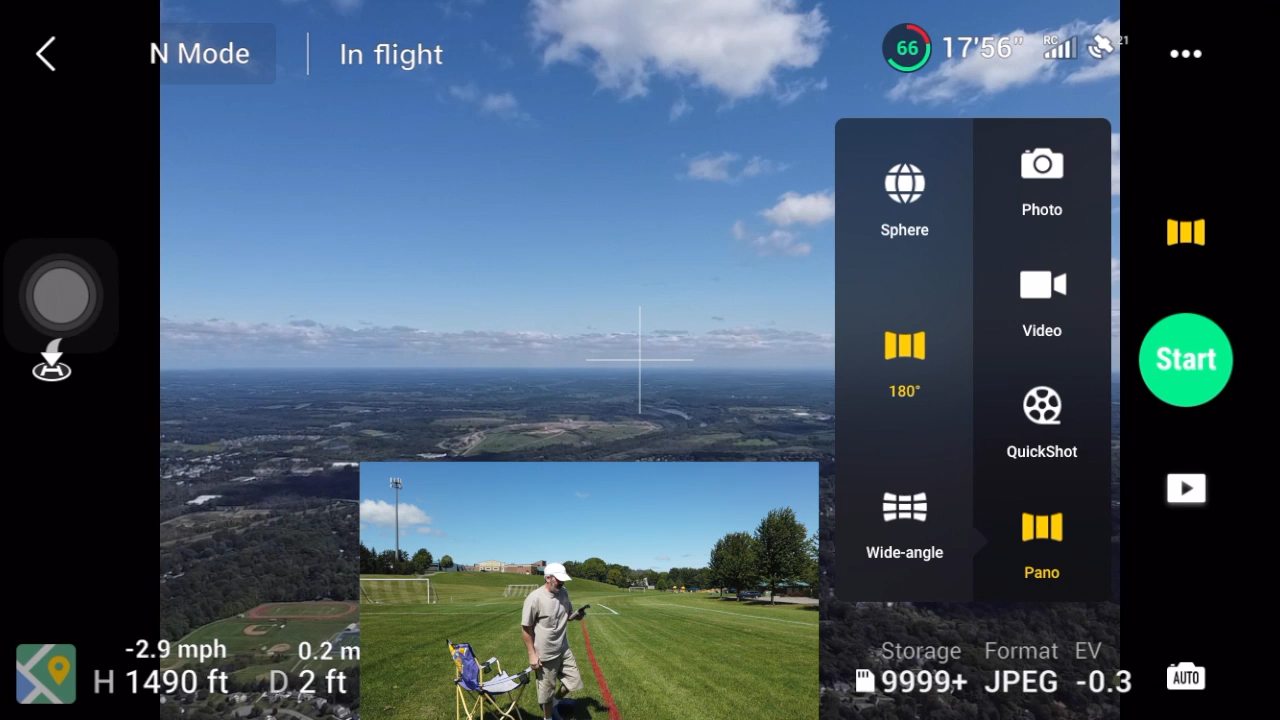 N Mode
In flight
66
17'56"
RC
21
Sphere
Photo
180°
Video
QuickShot
Wide-angle
Pano
Start
-2.9 mph
0.2 m
H 1490 ft
D 2 ft
Storage
Format
EV
9999+
JPEG
-0.3
AUTO